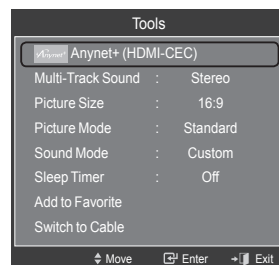 Tools
Anynet+ Anynet+ (HDMI-CEC)
Multi-Track Sound : Stereo
Picture Size : 16:9
Picture Mode : Standard
Sound Mode : Custom
Sleep Timer : Off
Add to Favorite
Switch to Cable
Move Enter Exit